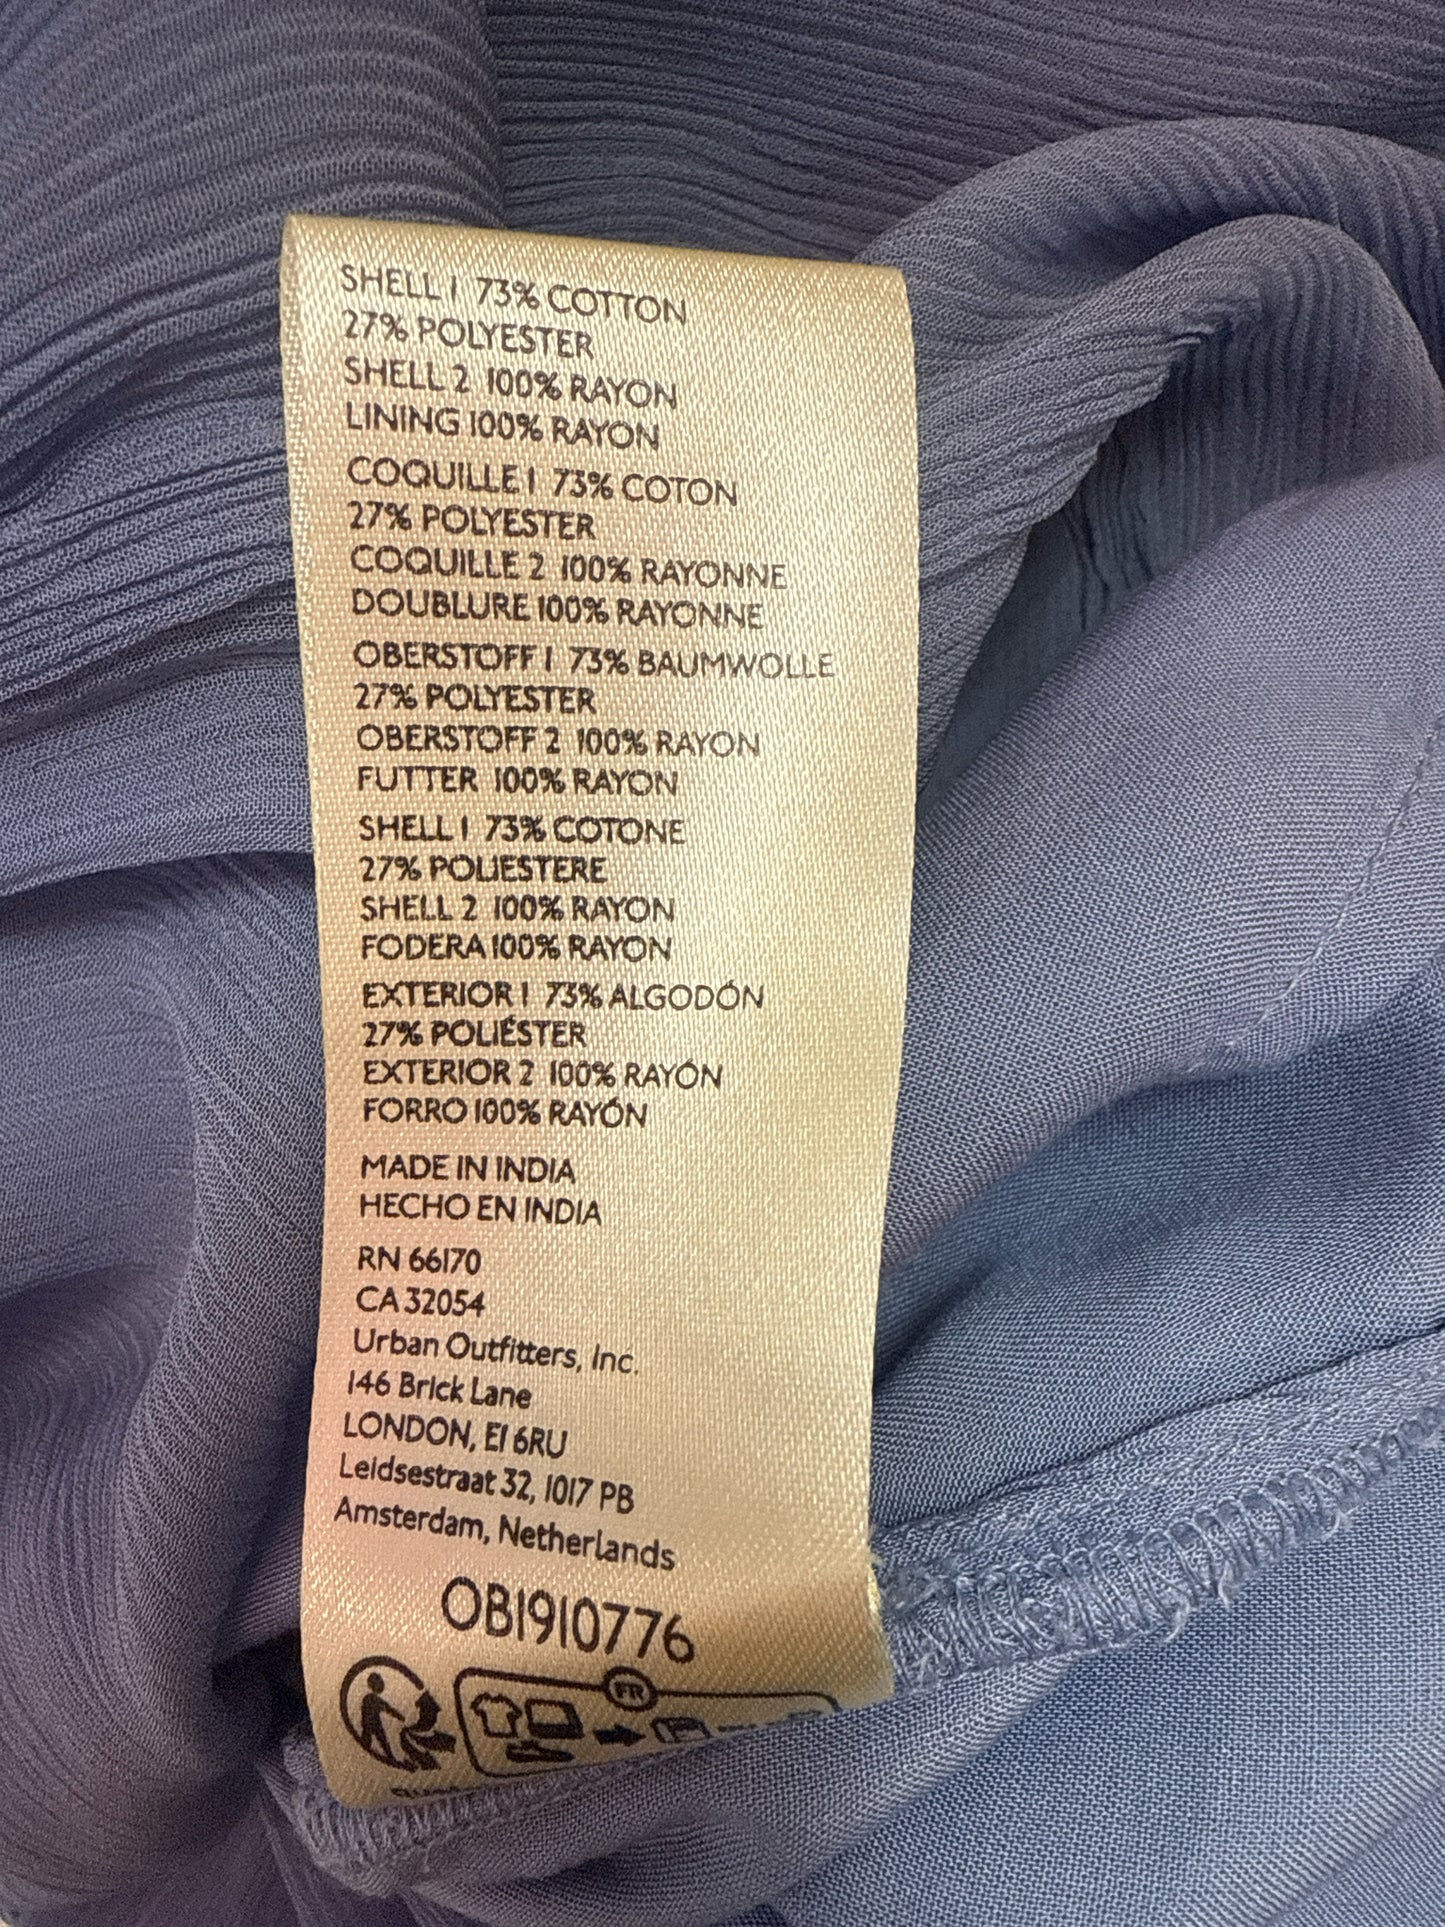 SHELL 1 73% COTTON
27% POLYESTER
SHELL 2 100% RAYON
LINING 100% RAYON
COQUILLE 1 73% COTON
27% POLYESTER
COQUILLE 2 100% RAYONNE
DOUBLURE 100% RAYONNE
OBERSTOFF 1 73% BAUMWOLLE
27% POLYESTER
OBERSTOFF 2 100% RAYON
FUTTER 100% RAYON
SHELL 1 73% COTONE
27% POLIESTERE
SHELL 2 100% RAYON
FODERA 100% RAYON
EXTERIOR 1 73% ALGODÓN
27% POLIÉSTER
EXTERIOR 2 100% RAYÓN
FORRO 100% RAYÓN
MADE IN INDIA
HECHO EN INDIA
RN 66170
CA 32054
Urban Outfitters, Inc.
146 Brick Lane
LONDON, E1 6RU
Leidsestraat 32, 1017 PB
Amsterdam, Netherlands
OB1910776
FR